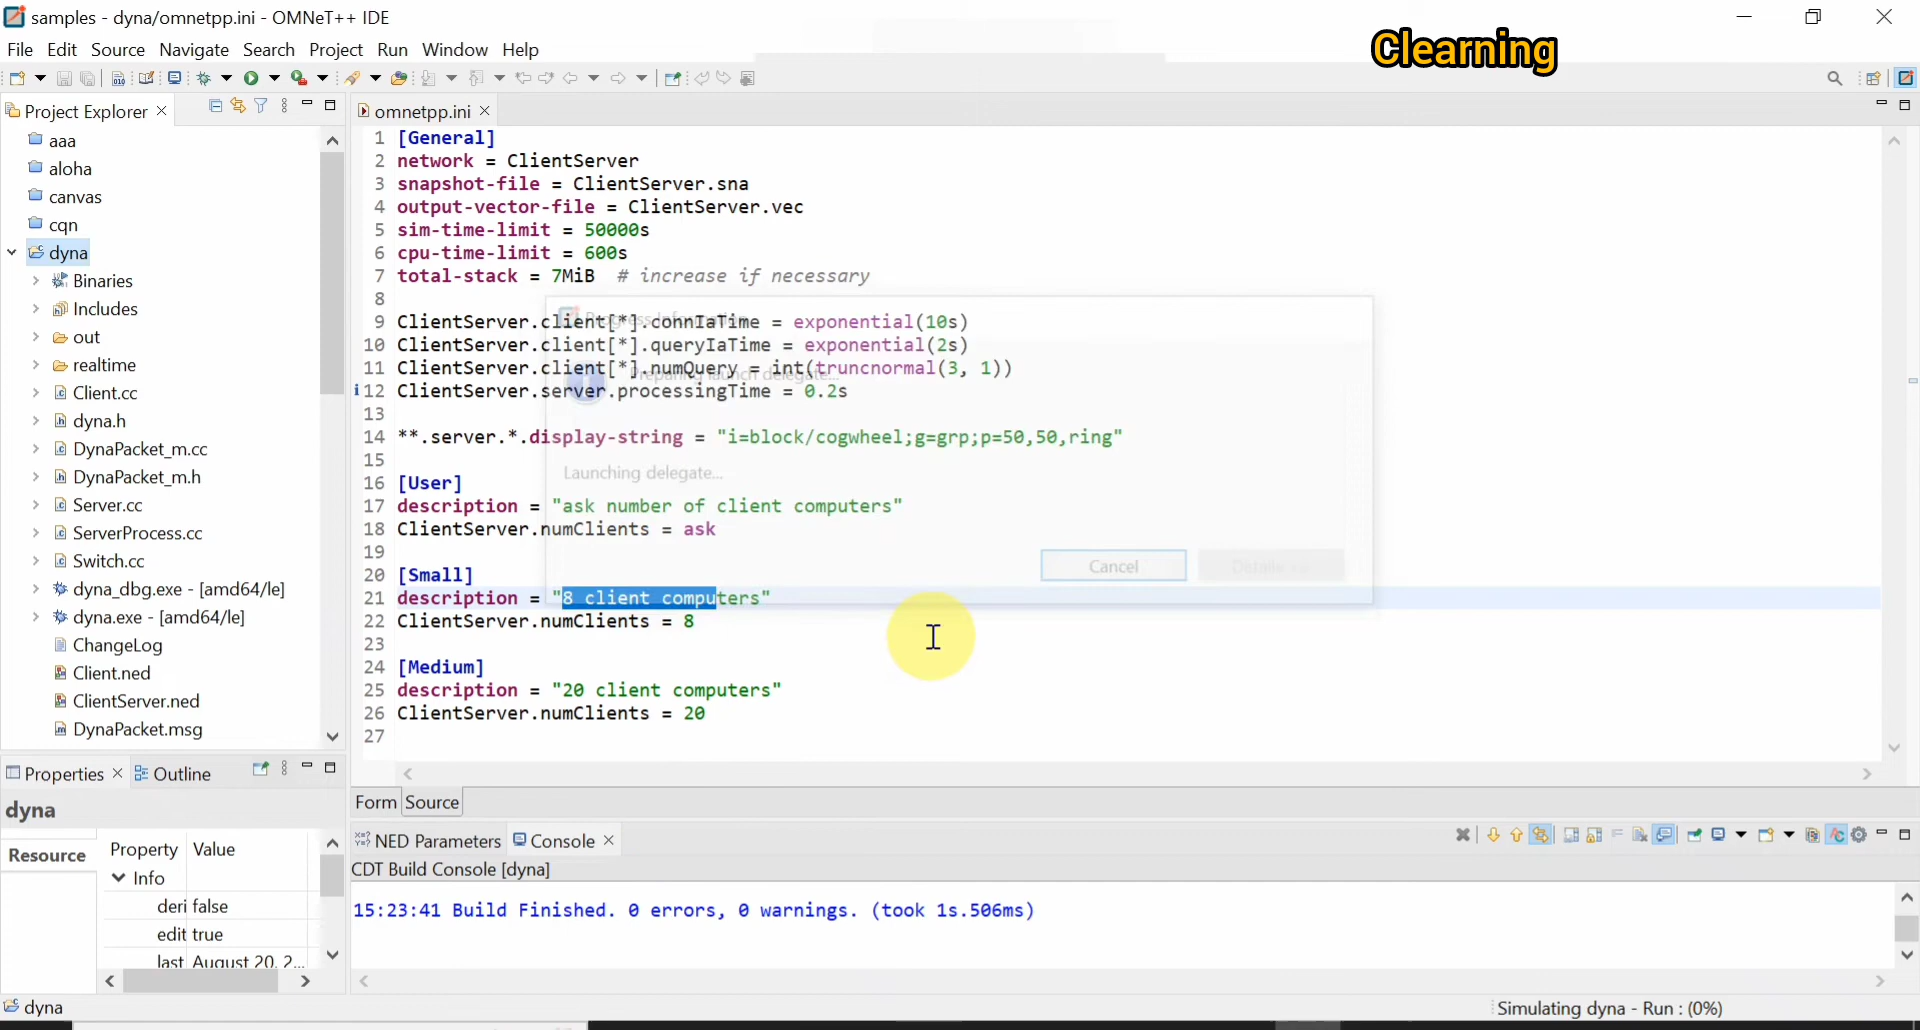 samples - dyna/omnetpp.ini - OMNeT++ IDE
Clearning
File Edit Source Navigate Search Project Run Window Help
Project Explorer
aaa
aloha
canvas
cqn
dyna
Binaries
Includes
out
realtime
Client.cc
dyna.h
DynaPacket_m.cc
DynaPacket_m.h
Server.cc
ServerProcess.cc
Switch.cc
dyna_dbg.exe - [amd64/le]
dyna.exe - [amd64/le]
ChangeLog
Client.ned
ClientServer.ned
DynaPacket.msg
omnetpp.ini
1 [General]
2 network = ClientServer
3 snapshot-file = ClientServer.sna
4 output-vector-file = ClientServer.vec
5 sim-time-limit = 50000s
6 cpu-time-limit = 600s
7 total-stack = 7MiB # increase if necessary
8
9 ClientServer.client[*].connIaTime = exponential(10s)
10 ClientServer.client[*].queryIaTime = exponential(2s)
11 ClientServer.client[*].numQuery = int(truncnormal(3, 1))
12 ClientServer.server.processingTime = 0.2s
13
14 **.server.*.display-string = "i=block/cogwheel;g=grp;p=50,50,ring"
15
16 [User]
17 description = "ask number of client computers"
18 ClientServer.numClients = ask
19
20 [Small]
21 description = "8 client computers"
22 ClientServer.numClients = 8
23
24 [Medium]
25 description = "20 client computers"
26 ClientServer.numClients = 20
27
Progress Information
Preparing launch delegate...
Launching delegate...
Cancel
Form Source
Properties Outline
dyna
Resource
Property Value
Info
deri false
edit true
last August 20, 2...
NED Parameters Console
CDT Build Console [dyna]
15:23:41 Build Finished. 0 errors, 0 warnings. (took 1s.506ms)
dyna
Simulating dyna - Run : (0%)